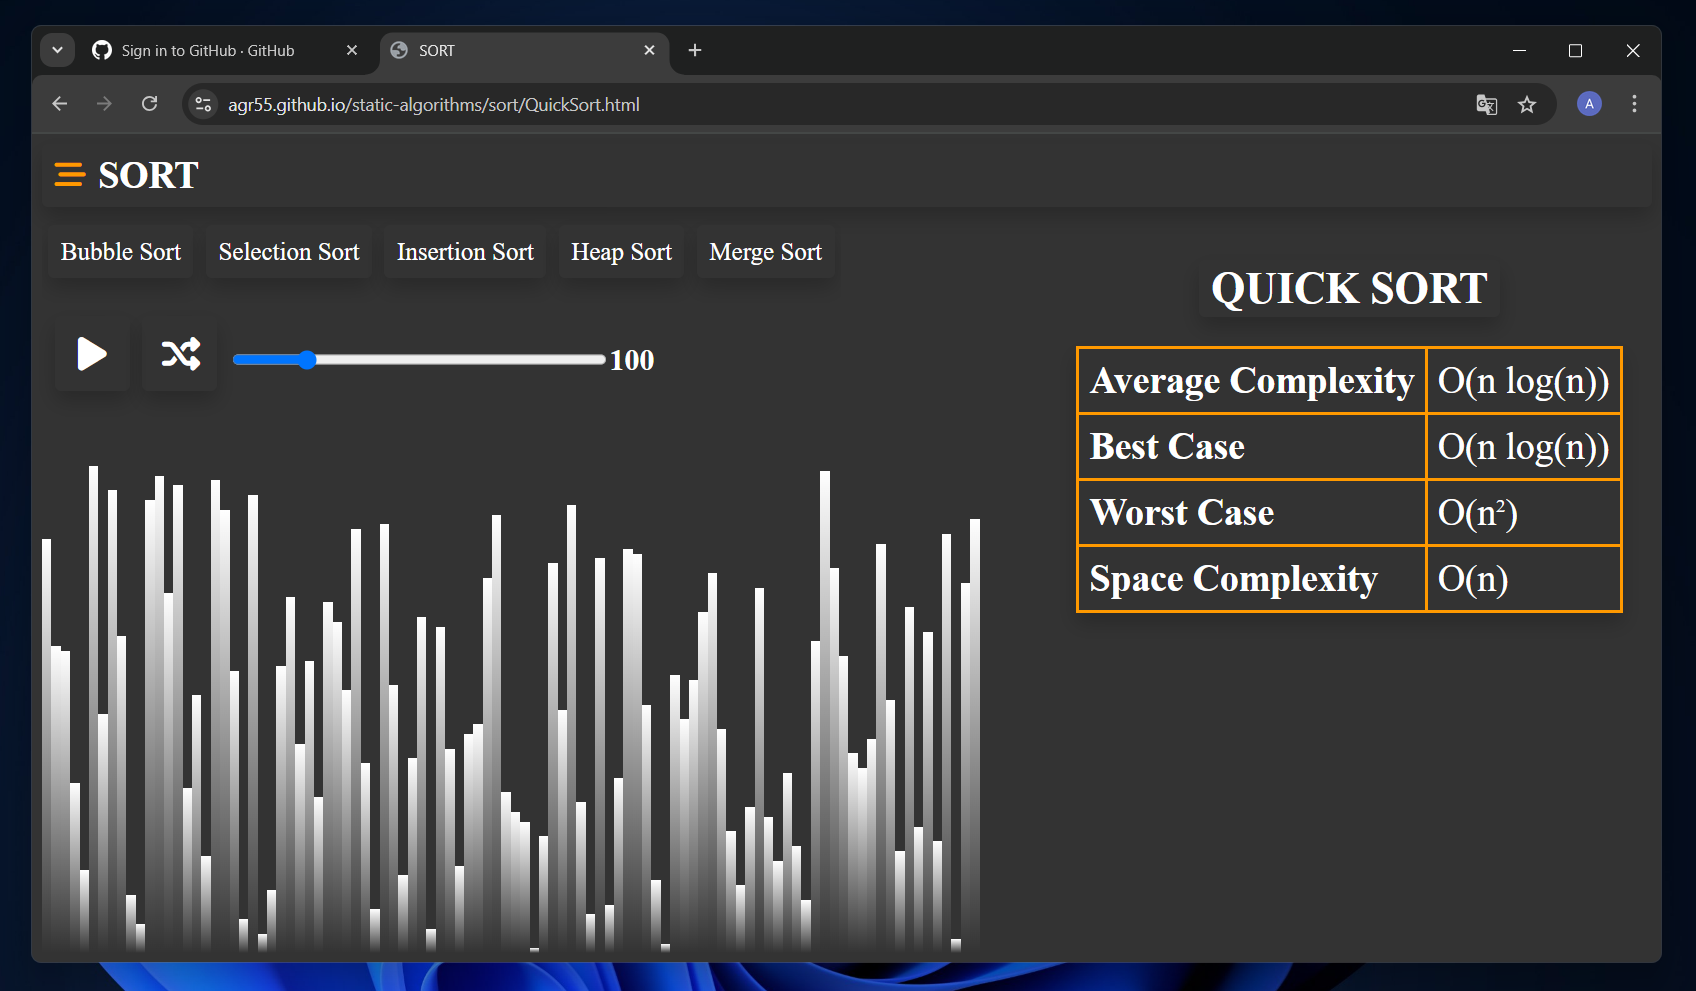 Sign in to GitHub · GitHub
SORT
agr55.github.io/static-algorithms/sort/QuickSort.html
A
SORT
Bubble Sort
Selection Sort
Insertion Sort
Heap Sort
Merge Sort
100
QUICK SORT
Average Complexity O(n log(n))
Best Case O(n log(n))
Worst Case O(n²)
Space Complexity O(n)